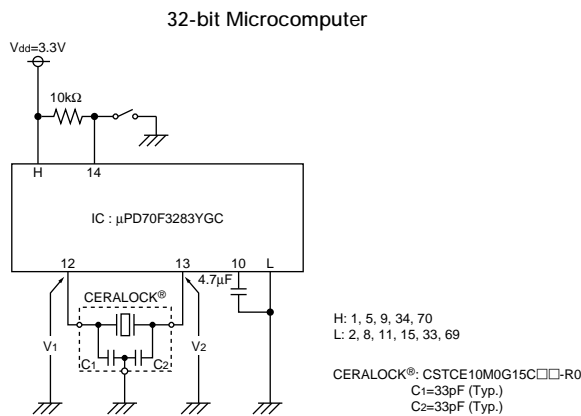 32-bit Microcomputer
Vdd=3.3V
10kΩ
H 14
IC : μPD70F3283YGC
12 13 10 L
4.7μF
CERALOCK®
V1 C1 C2 V2
H: 1, 5, 9, 34, 70
L: 2, 8, 11, 15, 33, 69
CERALOCK®: CSTCE10M0G15C□□-R0
C1=33pF (Typ.)
C2=33pF (Typ.)